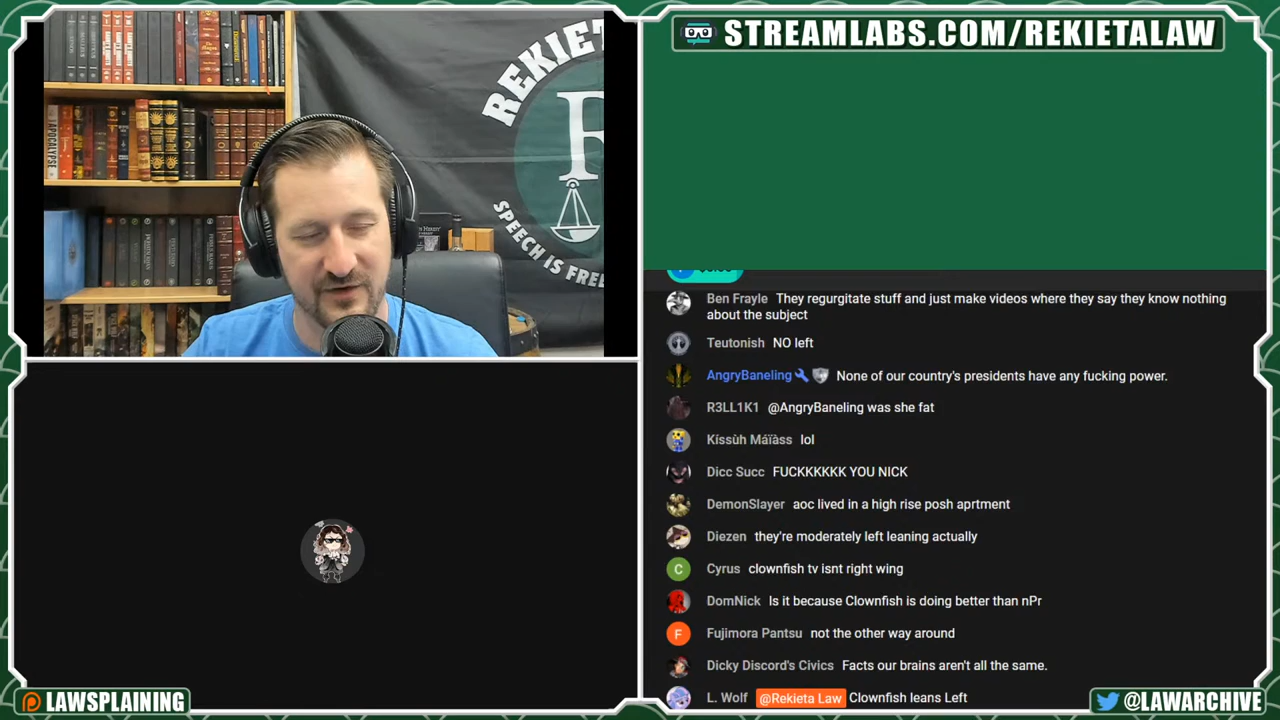 STREAMLABS.COM/REKIETALAW
REKIET
R
SPEECH IS FREE
APOCALYPSE
Ben Frayle They regurgitate stuff and just make videos where they say they know nothing
about the subject
Teutonish NO left
AngryBaneling None of our country's presidents have any fucking power.
R3LL1K1 @AngryBaneling was she fat
Kíssùh Máïàss lol
Dicc Succ FUCKKKKKK YOU NICK
DemonSlayer aoc lived in a high rise posh aprtment
Diezen they're moderately left leaning actually
C Cyrus clownfish tv isnt right wing
DomNick Is it because Clownfish is doing better than nPr
F Fujimora Pantsu not the other way around
Dicky Discord's Civics Facts our brains aren't all the same.
L. Wolf @Rekieta Law Clownfish leans Left
LAWSPLAINING
@LAWARCHIVE